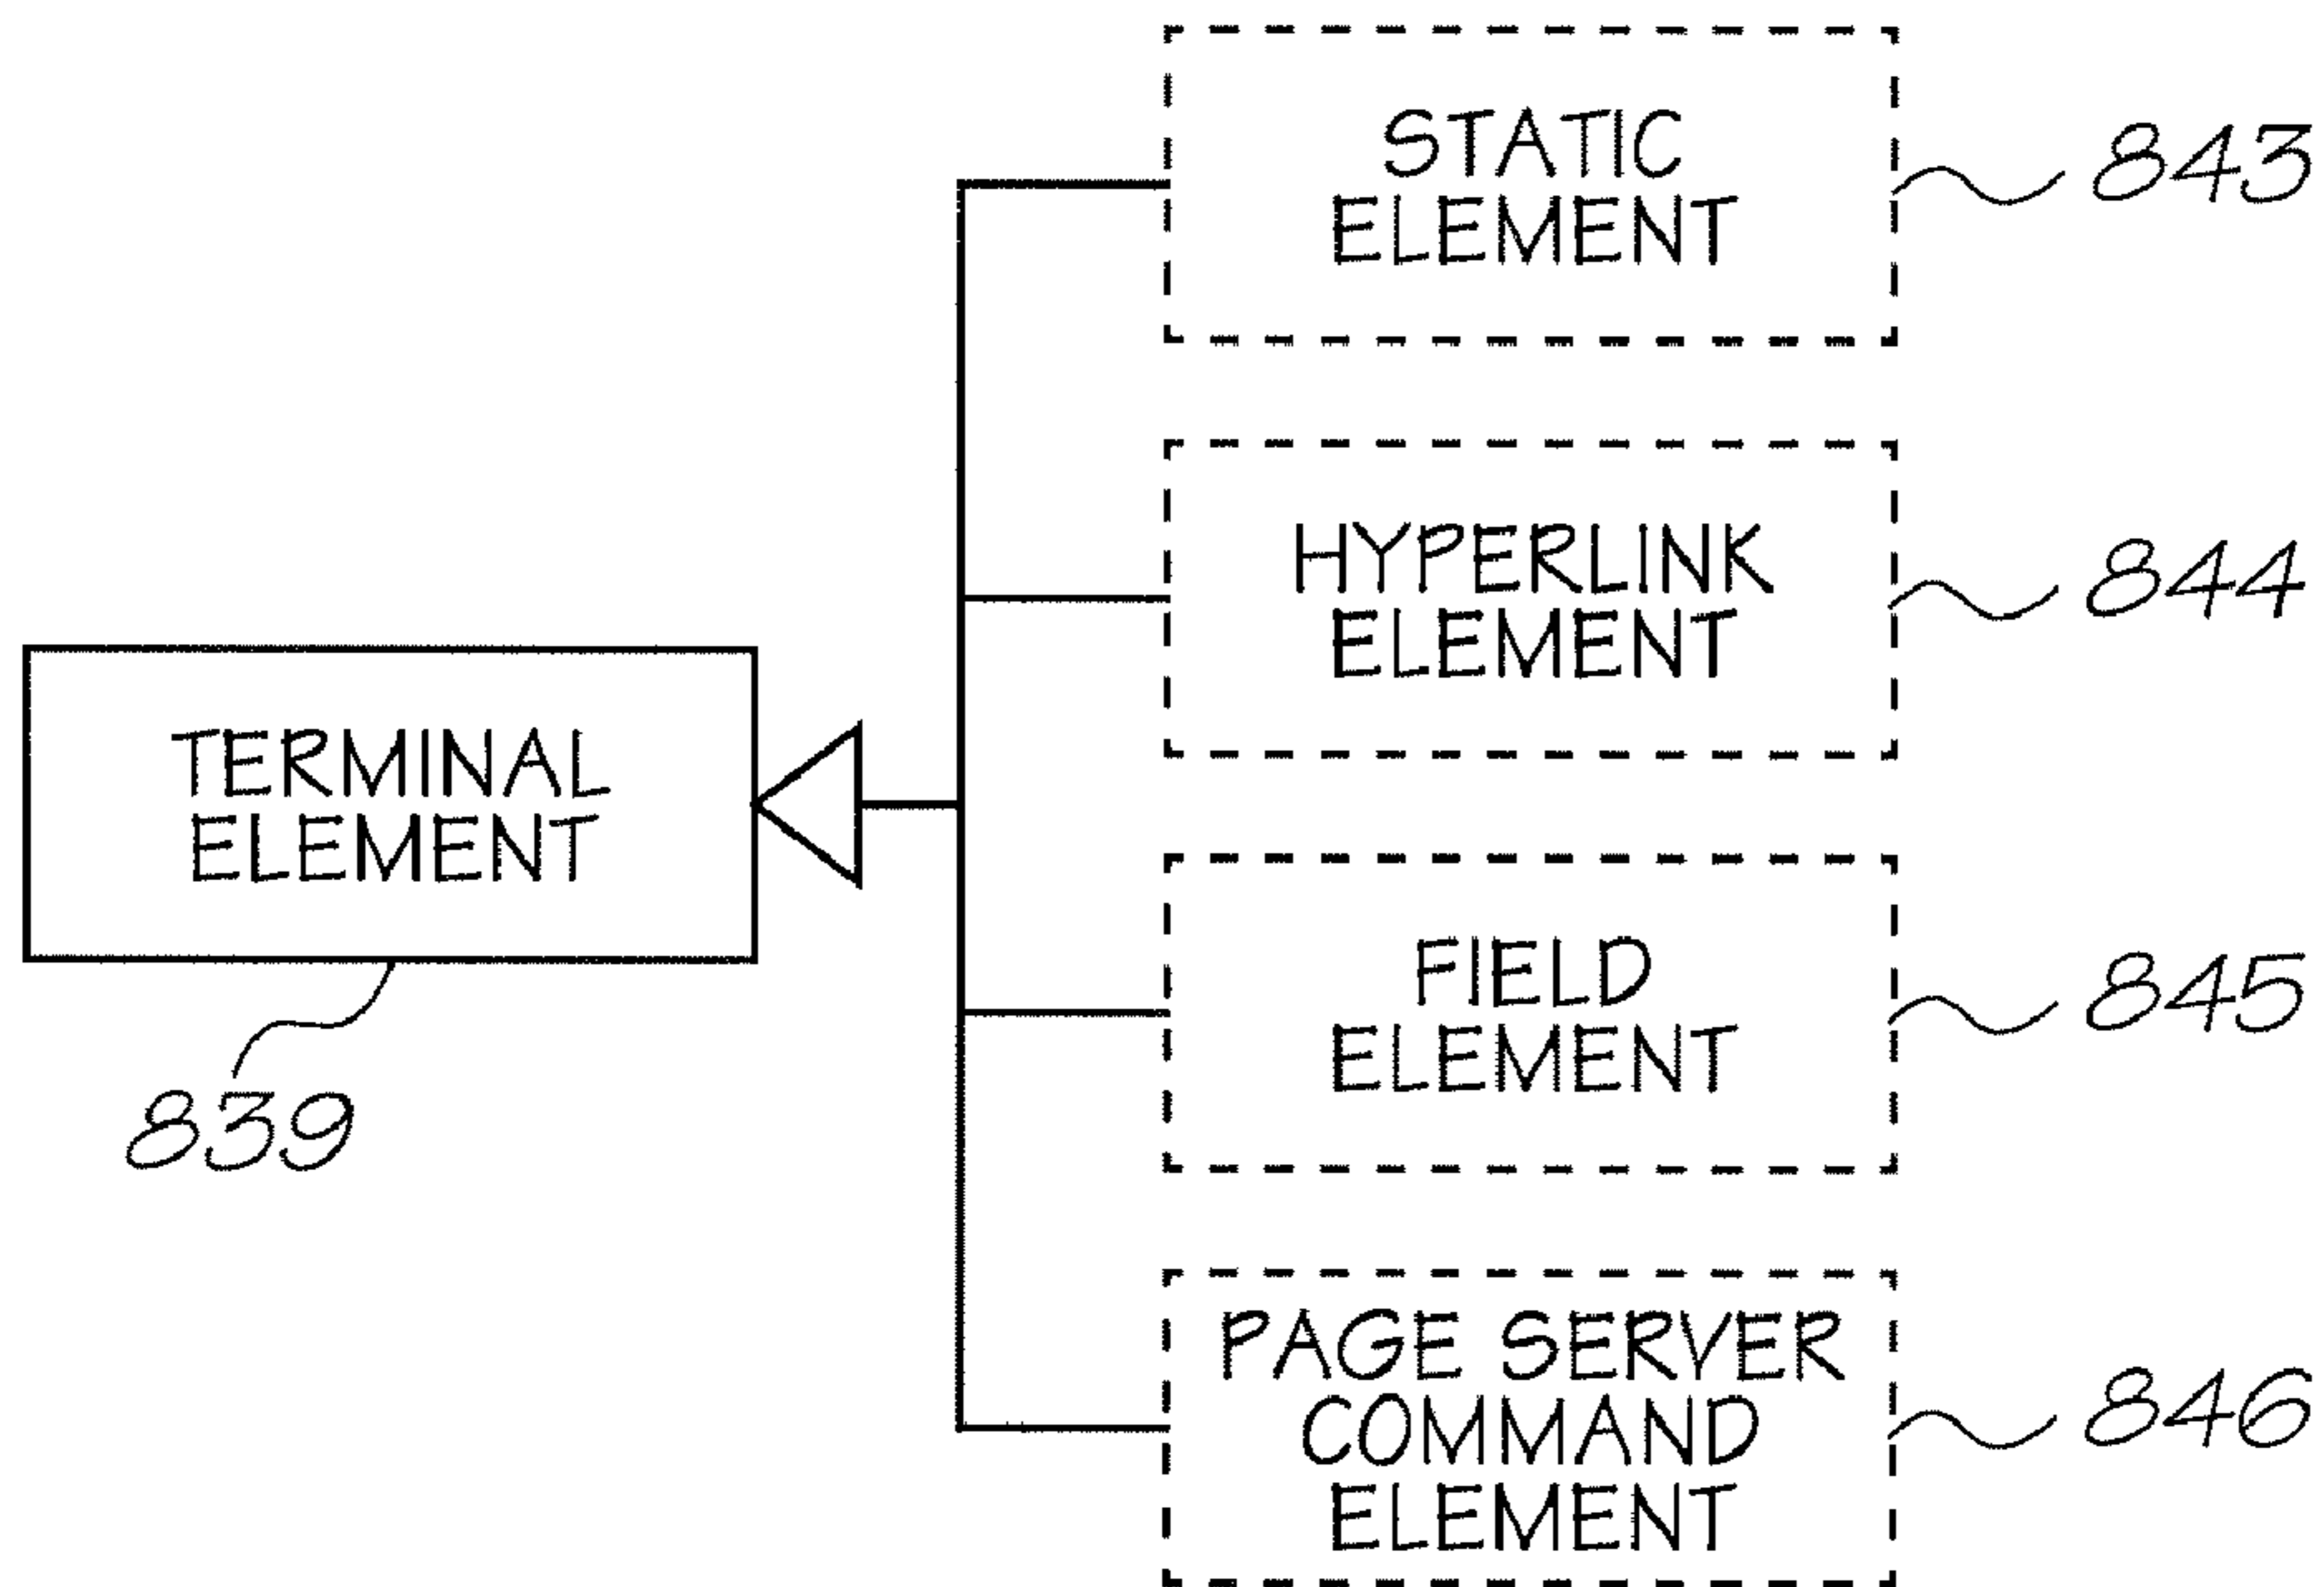 STATIC
ELEMENT
843
HYPERLINK
ELEMENT
844
TERMINAL
ELEMENT
839
FIELD
ELEMENT
845
PAGE SERVER
COMMAND
ELEMENT
846